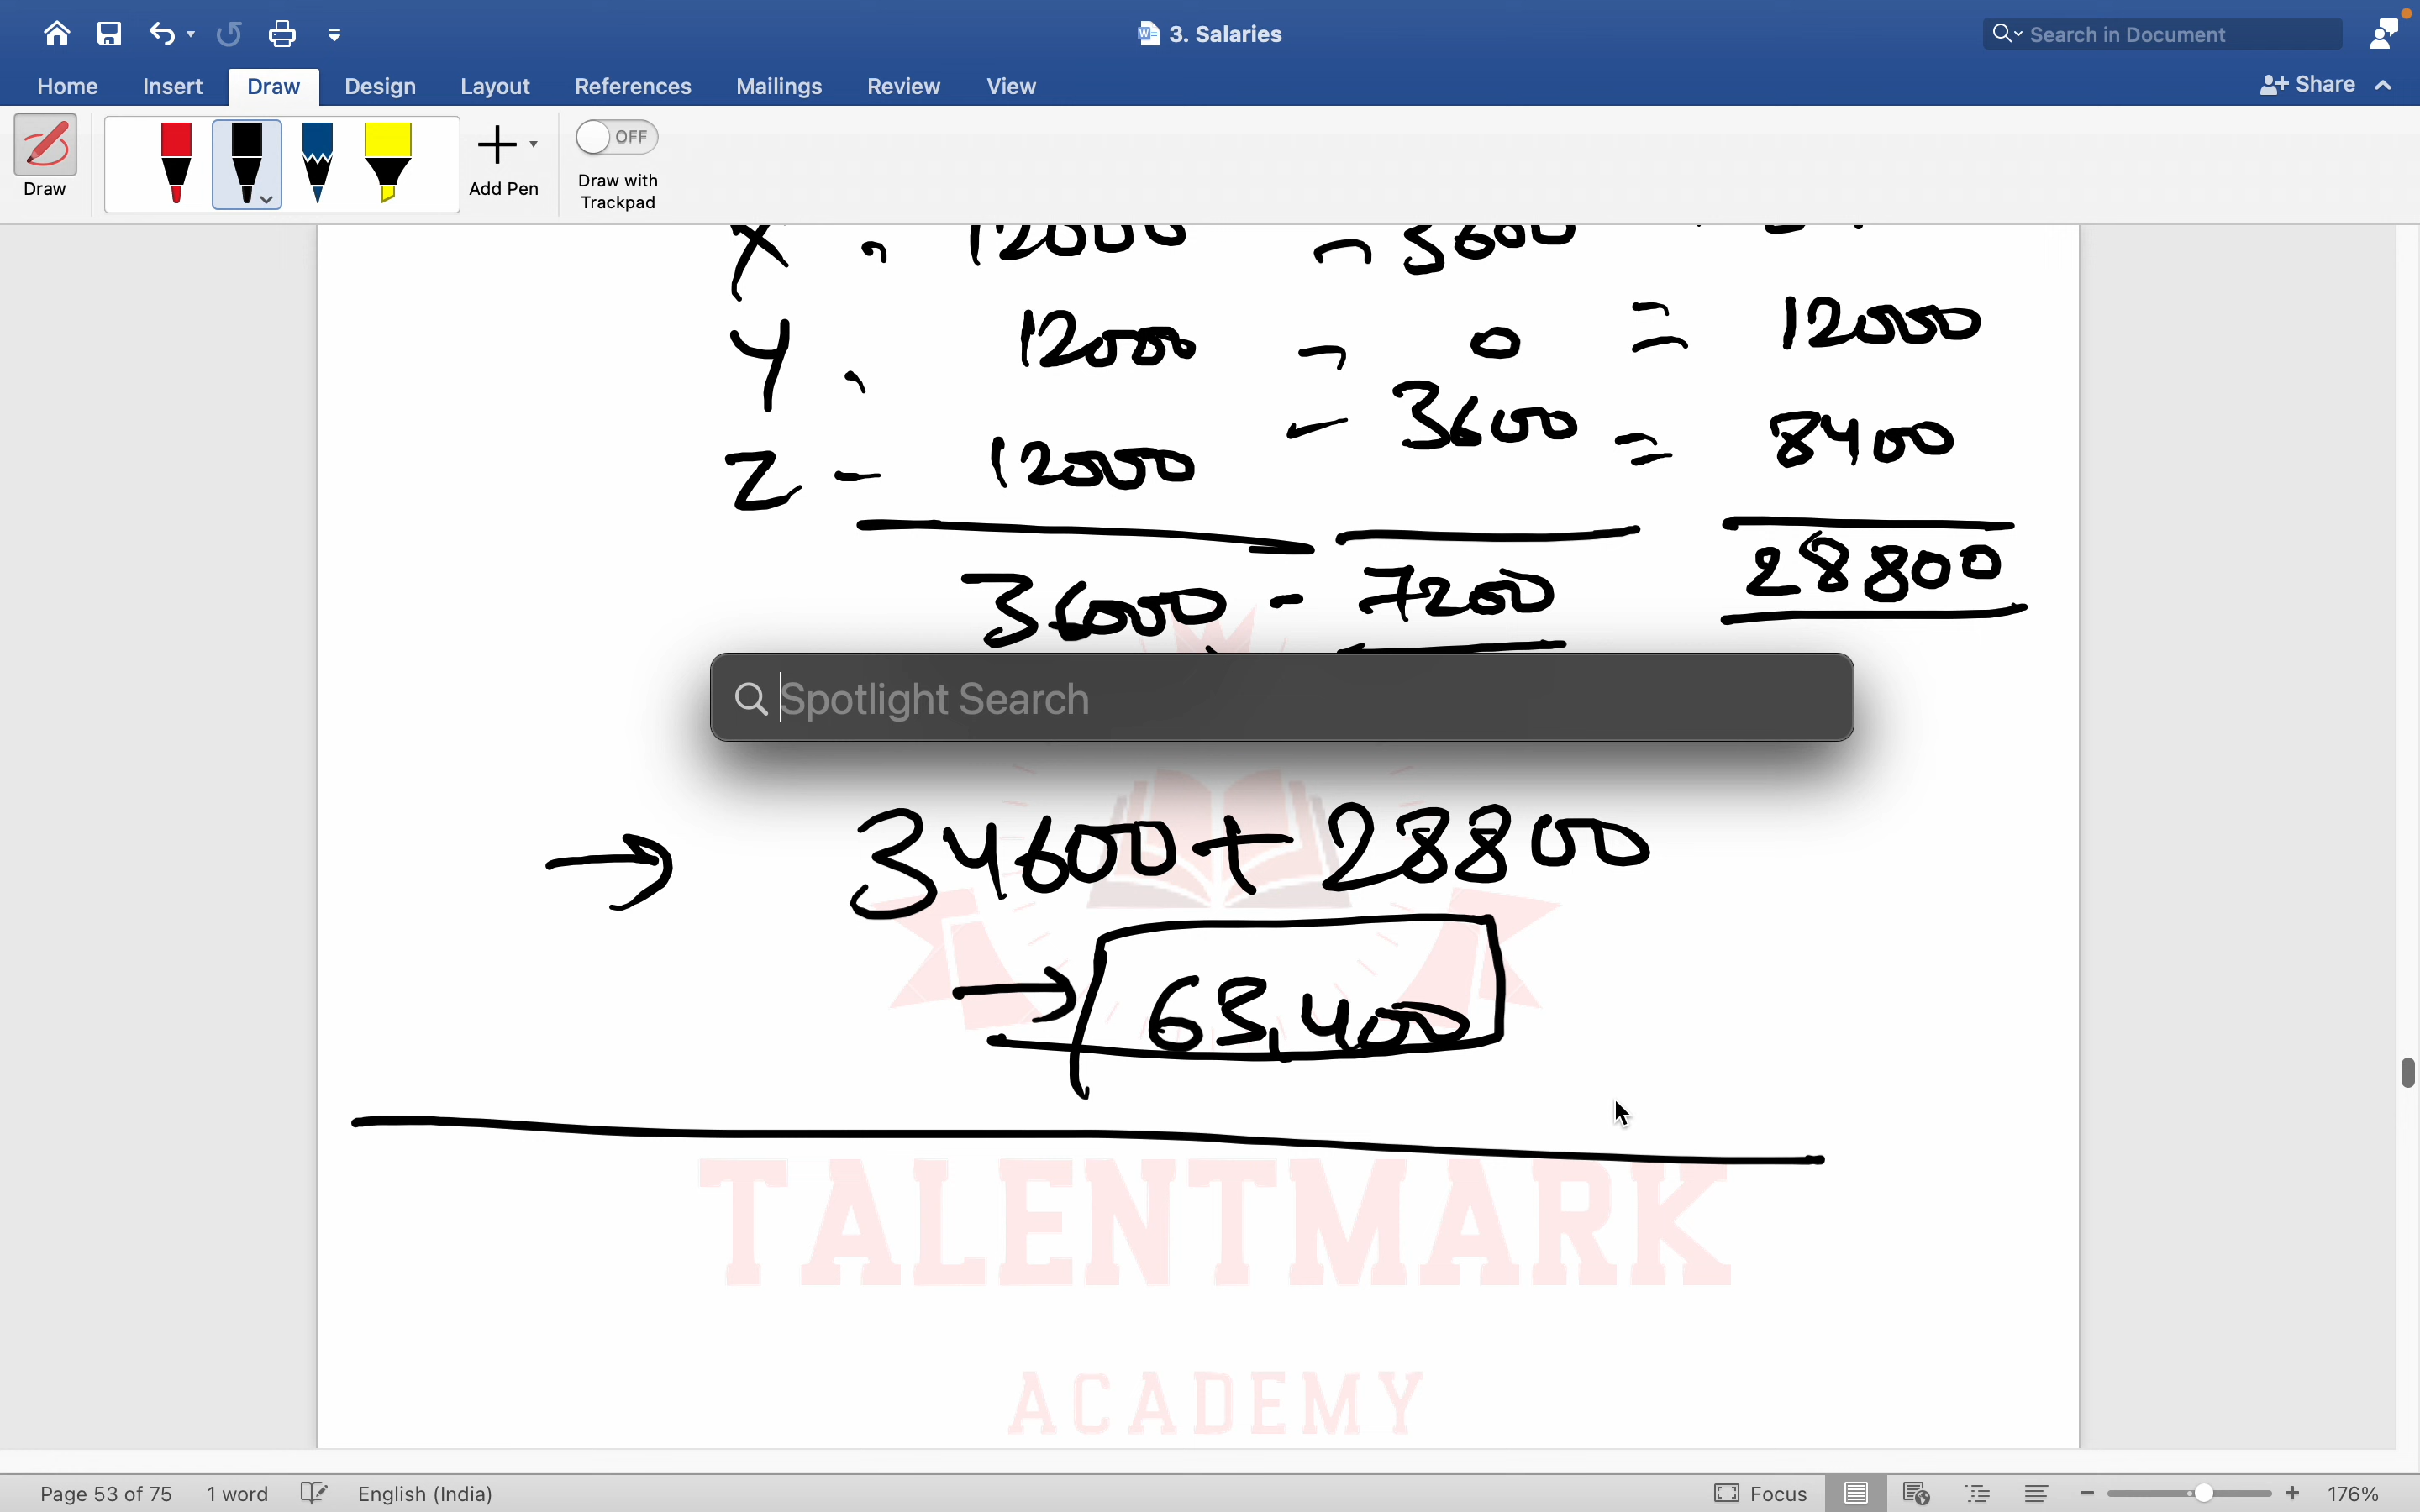 3. Salaries
Search in Document
Home Insert Draw Design Layout References Mailings Review View
Share
Draw
Add Pen
OFF
Draw with
Trackpad
X - 12000 - 3600
Y - 12000 - 0 = 12000
Z - 12000 - 3600 = 8400
36000 - 7200 28800
Spotlight Search
→ 34600 + 28800
→ 63,400
TALENTMARK
ACADEMY
Page 53 of 75 1 word English (India) Focus 176%